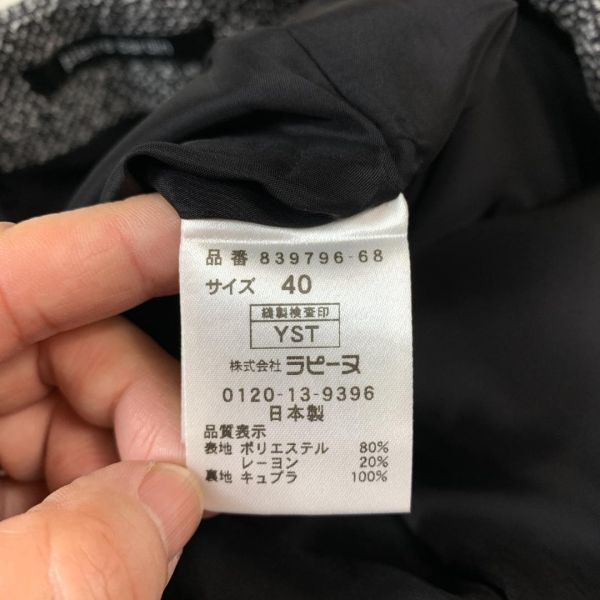 品番 839796-68
サイズ 40
縫製検査印
YST
株式会社 ラピーヌ
0120-13-9396
日本製
品質表示
表地 ポリエステル 80%
レーヨン 20%
裏地 キュプラ 100%